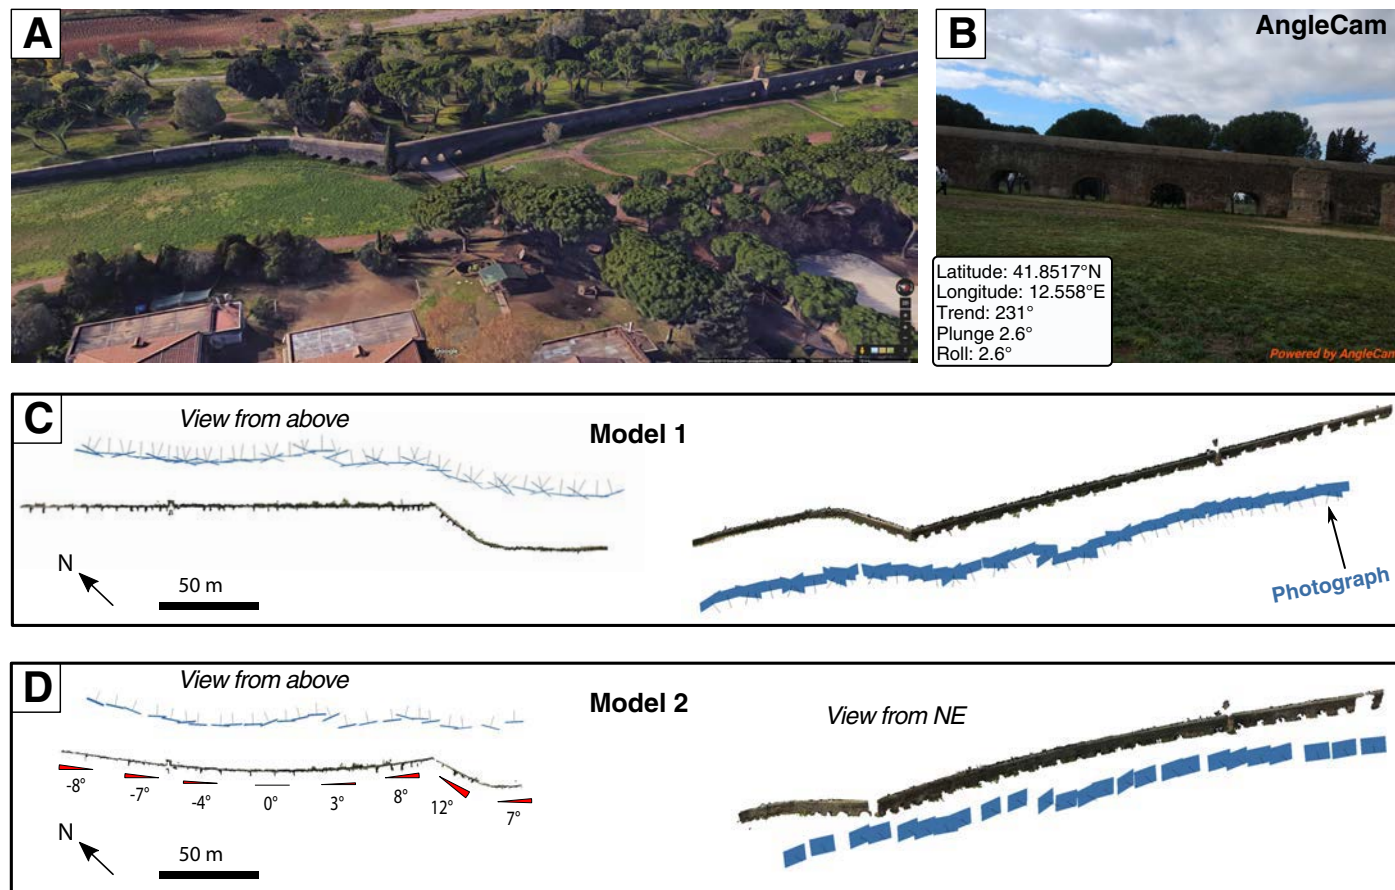 A
Google
B
AngleCam
Latitude: 41.8517°N
Longitude: 12.558°E
Trend: 231°
Plunge 2.6°
Roll: 2.6°
Powered by AngleCam
C
View from above
Model 1
N
50 m
Photograph
D
View from above
Model 2
View from NE
-8°
-7°
-4°
0°
3°
8°
12°
7°
N
50 m